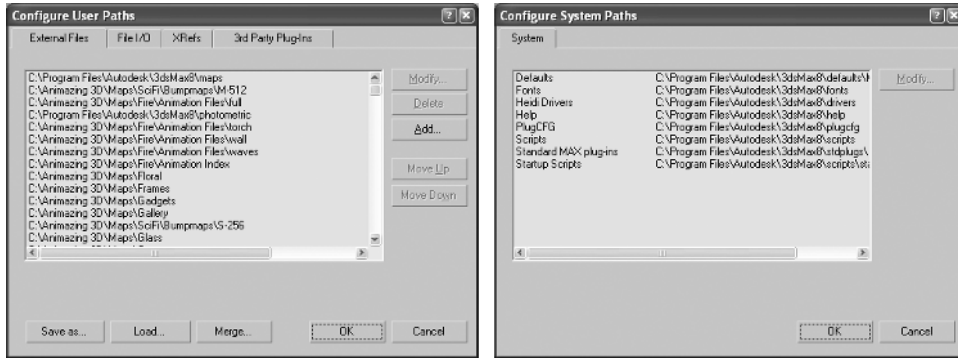 Configure User Paths
External Files File I/O XRefs 3rd Party Plug-Ins
C:\Program Files\Autodesk\3dsMax8\maps
C:\Animazing 3D\Maps\SciFi\Bumpmaps\M-512
C:\Animazing 3D\Maps\Fire\Animation Files\full
C:\Program Files\Autodesk\3dsMax8\photometric
C:\Animazing 3D\Maps\Fire\Animation Files\torch
C:\Animazing 3D\Maps\Fire\Animation Files\wall
C:\Animazing 3D\Maps\Fire\Animation Files\waves
C:\Animazing 3D\Maps\Fire\Animation Index
C:\Animazing 3D\Maps\Floral
C:\Animazing 3D\Maps\Frames
C:\Animazing 3D\Maps\Gadgets
C:\Animazing 3D\Maps\Gallery
C:\Animazing 3D\Maps\SciFi\Bumpmaps\S-256
C:\Animazing 3D\Maps\Glass
Modify...
Delete
Add...
Move Up
Move Down
Save as... Load... Merge... OK Cancel
Configure System Paths
System
Defaults C:\Program Files\Autodesk\3dsMax8\defaults\
Fonts C:\Program Files\Autodesk\3dsMax8\fonts
Heidi Drivers C:\Program Files\Autodesk\3dsMax8\drivers
Help C:\Program Files\Autodesk\3dsMax8\help
PlugCFG C:\Program Files\Autodesk\3dsMax8\plugcfg
Scripts C:\Program Files\Autodesk\3dsMax8\scripts
Standard MAX plug-ins C:\Program Files\Autodesk\3dsMax8\stdplugs\
Startup Scripts C:\Program Files\Autodesk\3dsMax8\scripts\sta
Modify...
OK Cancel